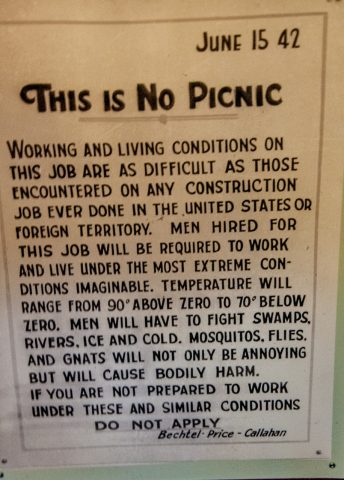 JUNE 15 42
THIS IS NO PICNIC
WORKING AND LIVING CONDITIONS ON
THIS JOB ARE AS DIFFICULT AS THOSE
ENCOUNTERED ON ANY CONSTRUCTION
JOB EVER DONE IN THE UNITED STATES OR
FOREIGN TERRITORY. MEN HIRED FOR
THIS JOB WILL BE REQUIRED TO WORK
AND LIVE UNDER THE MOST EXTREME CON-
DITIONS IMAGINABLE. TEMPERATURE WILL
RANGE FROM 90° ABOVE ZERO TO 70° BELOW
ZERO. MEN WILL HAVE TO FIGHT SWAMPS,
RIVERS, ICE AND COLD. MOSQUITOS, FLIES,
AND GNATS WILL NOT ONLY BE ANNOYING
BUT WILL CAUSE BODILY HARM.
IF YOU ARE NOT PREPARED TO WORK
UNDER THESE AND SIMILAR CONDITIONS
DO NOT APPLY
Bechtel-Price-Callahan